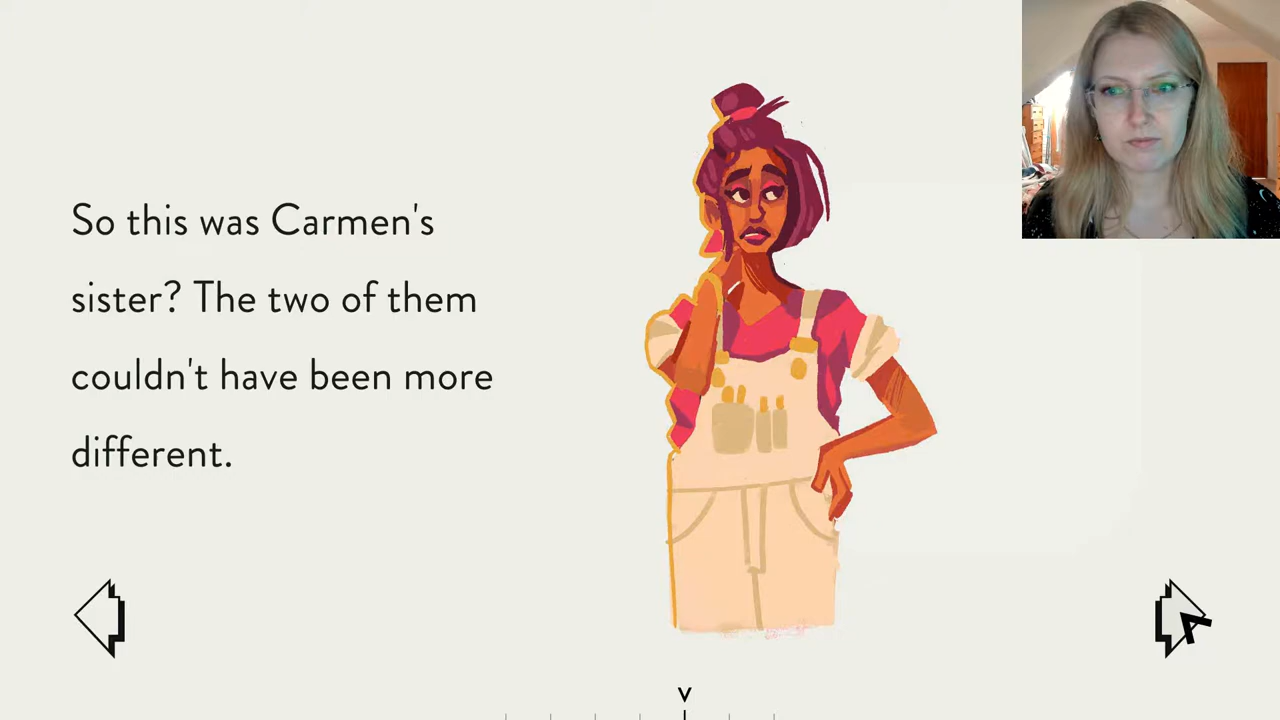 So this was Carmen's
sister? The two of them
couldn't have been more
different.